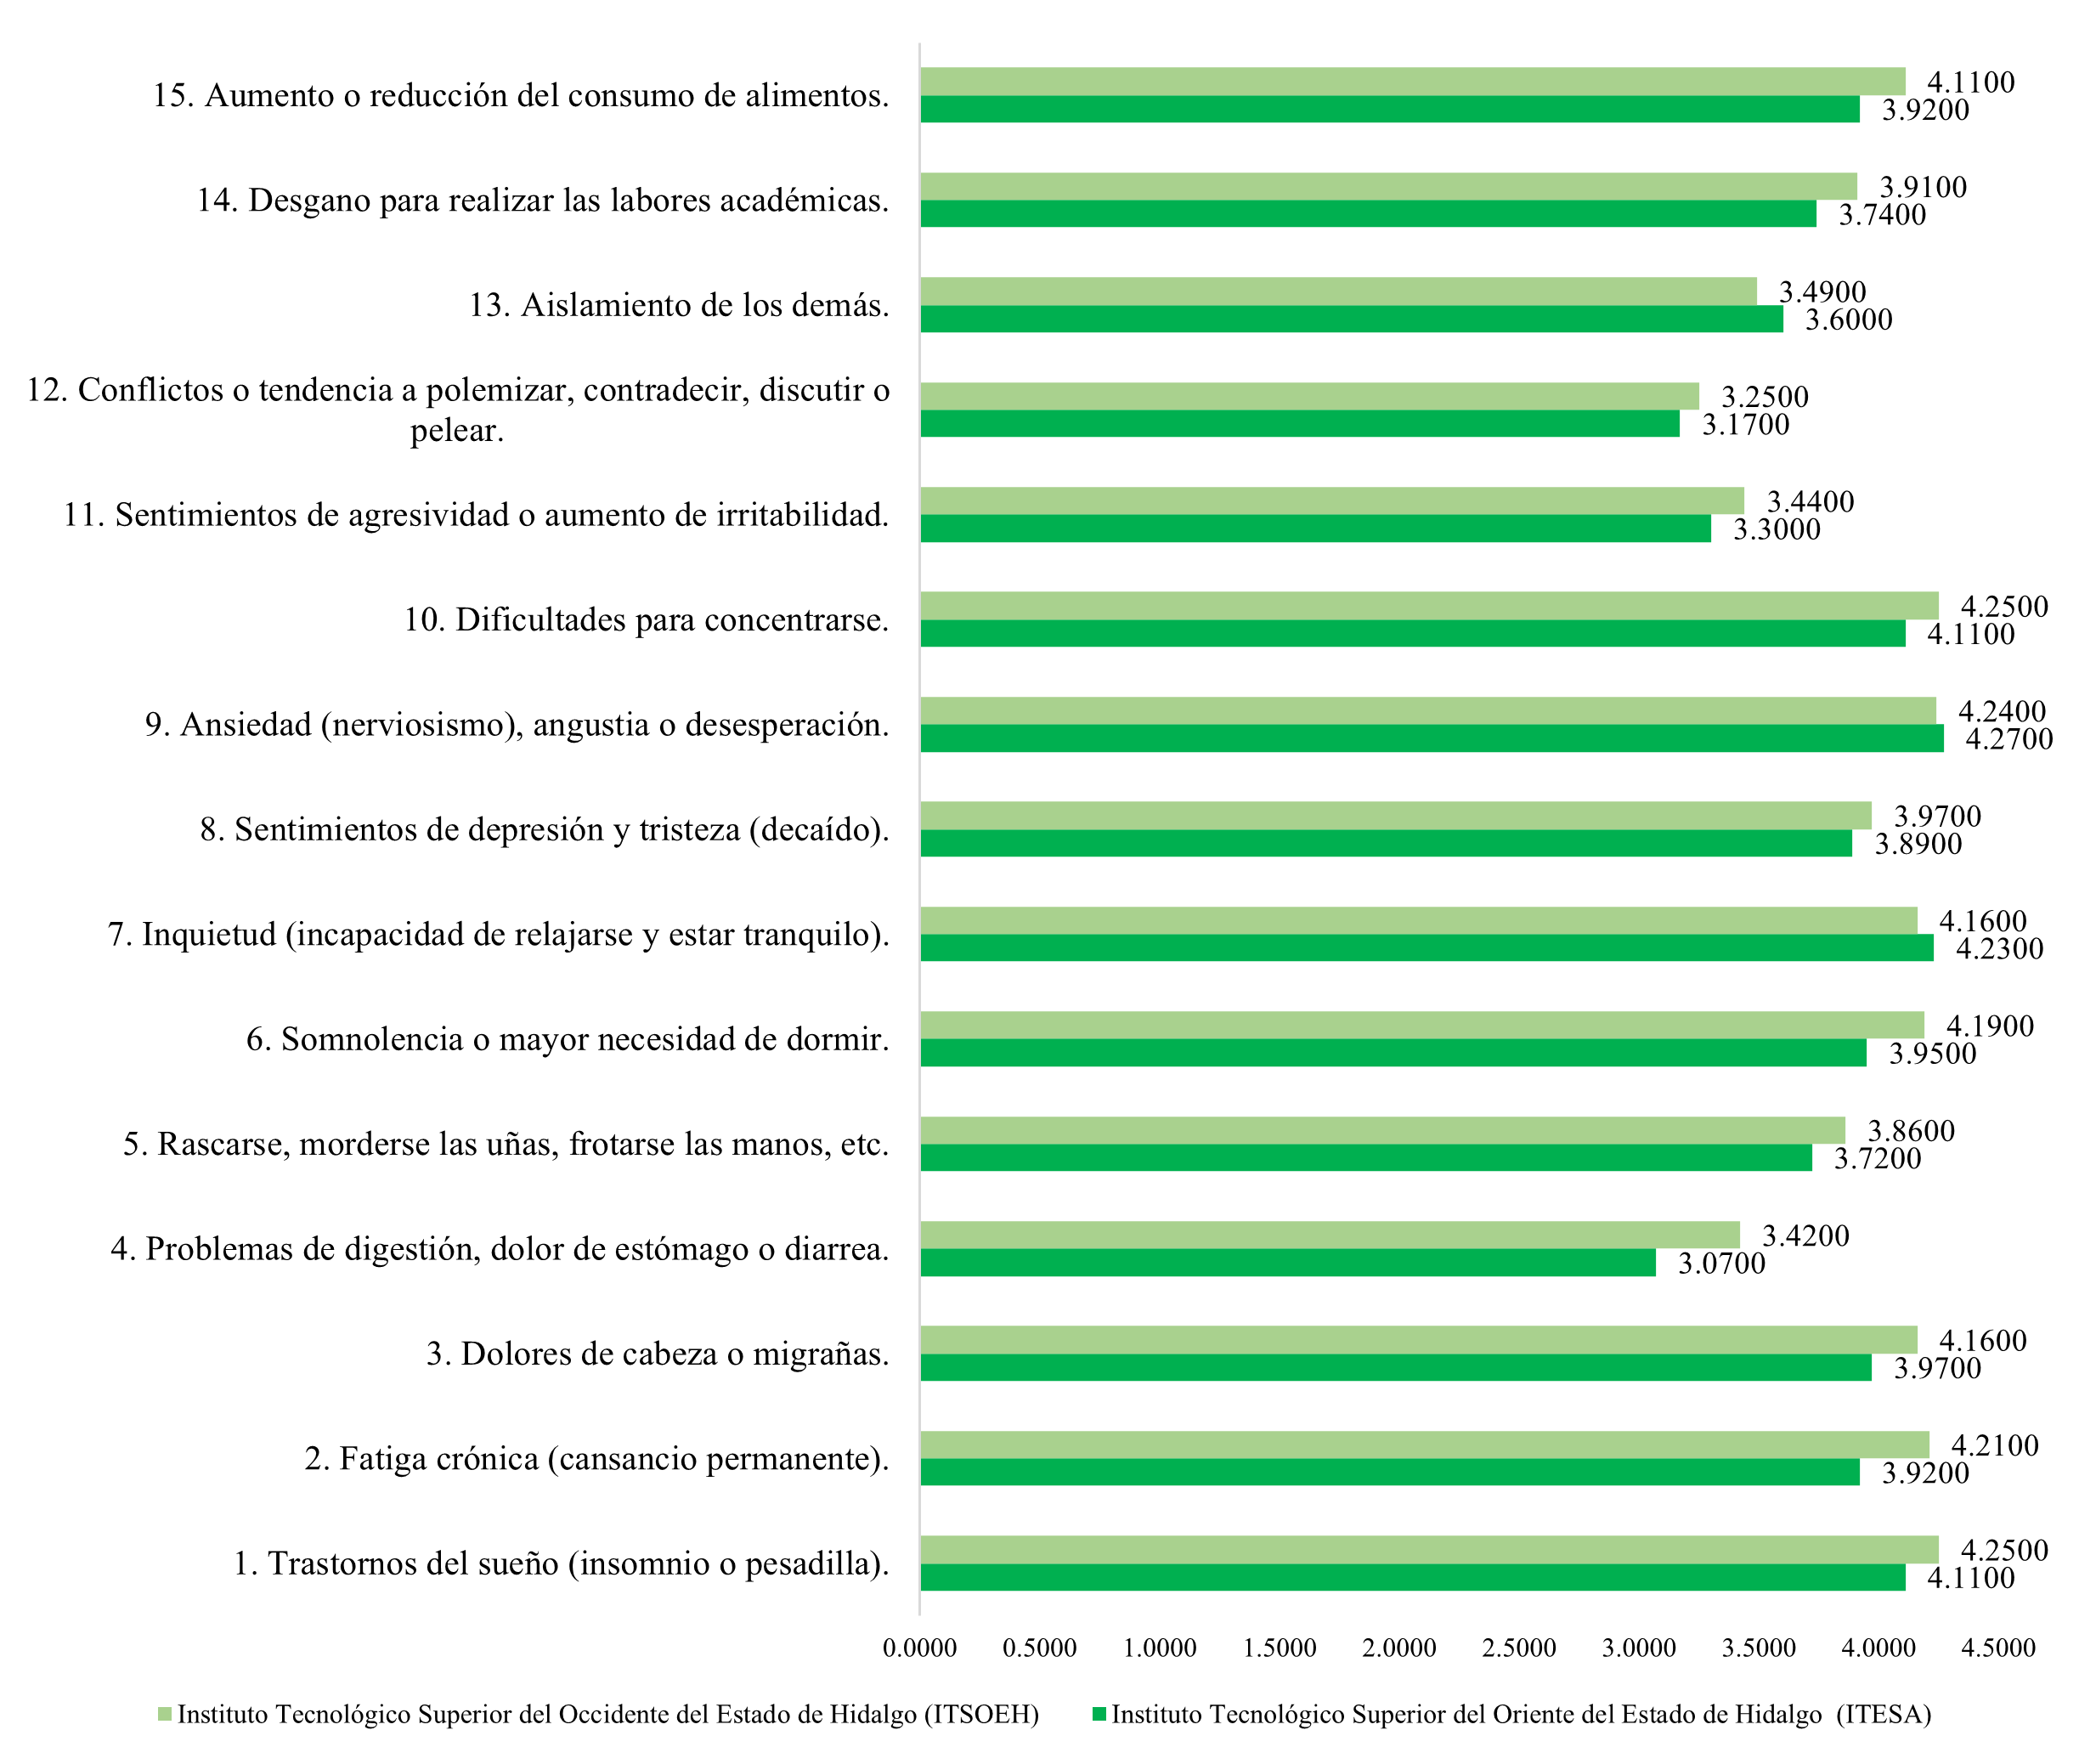 15. Aumento o reducción del consumo de alimentos.
4.1100
3.9200
14. Desgano para realizar las labores académicas.
3.9100
3.7400
13. Aislamiento de los demás.
3.4900
3.6000
12. Conflictos o tendencia a polemizar, contradecir, discutir o
pelear.
3.2500
3.1700
11. Sentimientos de agresividad o aumento de irritabilidad.
3.4400
3.3000
10. Dificultades para concentrarse.
4.2500
4.1100
9. Ansiedad (nerviosismo), angustia o desesperación.
4.2400
4.2700
8. Sentimientos de depresión y tristeza (decaído).
3.9700
3.8900
7. Inquietud (incapacidad de relajarse y estar tranquilo).
4.1600
4.2300
6. Somnolencia o mayor necesidad de dormir.
4.1900
3.9500
5. Rascarse, morderse las uñas, frotarse las manos, etc.
3.8600
3.7200
4. Problemas de digestión, dolor de estómago o diarrea.
3.4200
3.0700
3. Dolores de cabeza o migrañas.
4.1600
3.9700
2. Fatiga crónica (cansancio permanente).
4.2100
3.9200
1. Trastornos del sueño (insomnio o pesadilla).
4.2500
4.1100
0.0000 0.5000 1.0000 1.5000 2.0000 2.5000 3.0000 3.5000 4.0000 4.5000
Instituto Tecnológico Superior del Occidente del Estado de Hidalgo (ITSOEH)
Instituto Tecnológico Superior del Oriente del Estado de Hidalgo (ITESA)